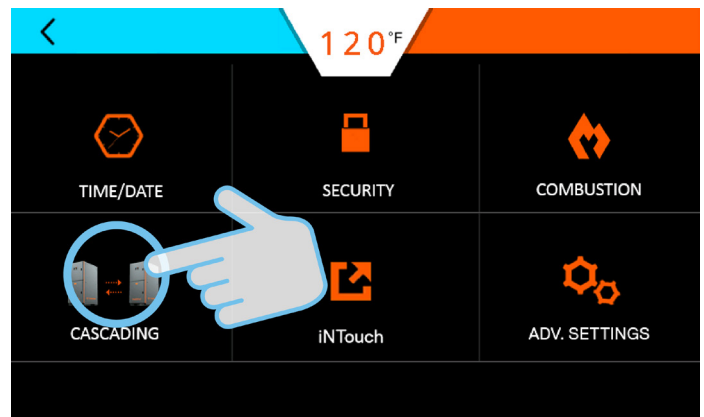 120°F
TIME/DATE
SECURITY
COMBUSTION
CASCADING
iNTouch
ADV. SETTINGS